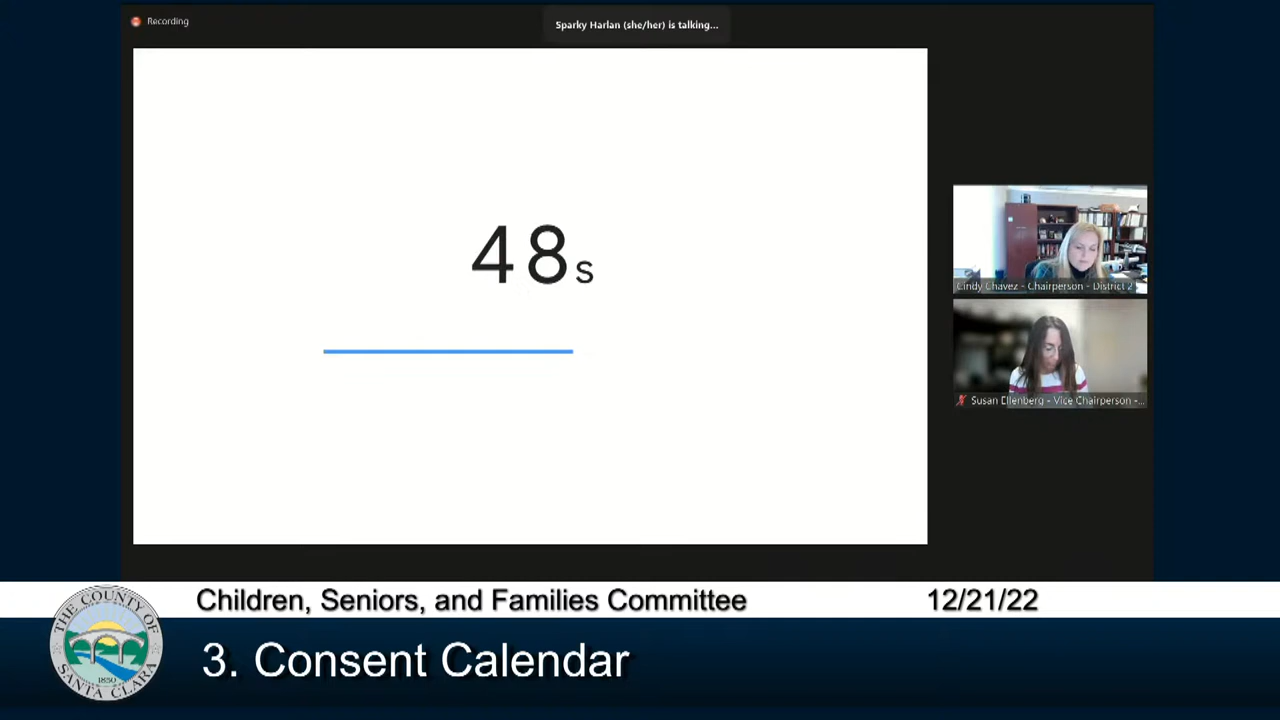 Recording
Sparky Harlan (she/her) is talking...
48s
Cindy Chavez - Chairperson - District 2
Susan Ellenberg - Vice Chairperson -...
Children, Seniors, and Families Committee
12/21/22
THE COUNTY OF SANTA CLARA
1850
3. Consent Calendar